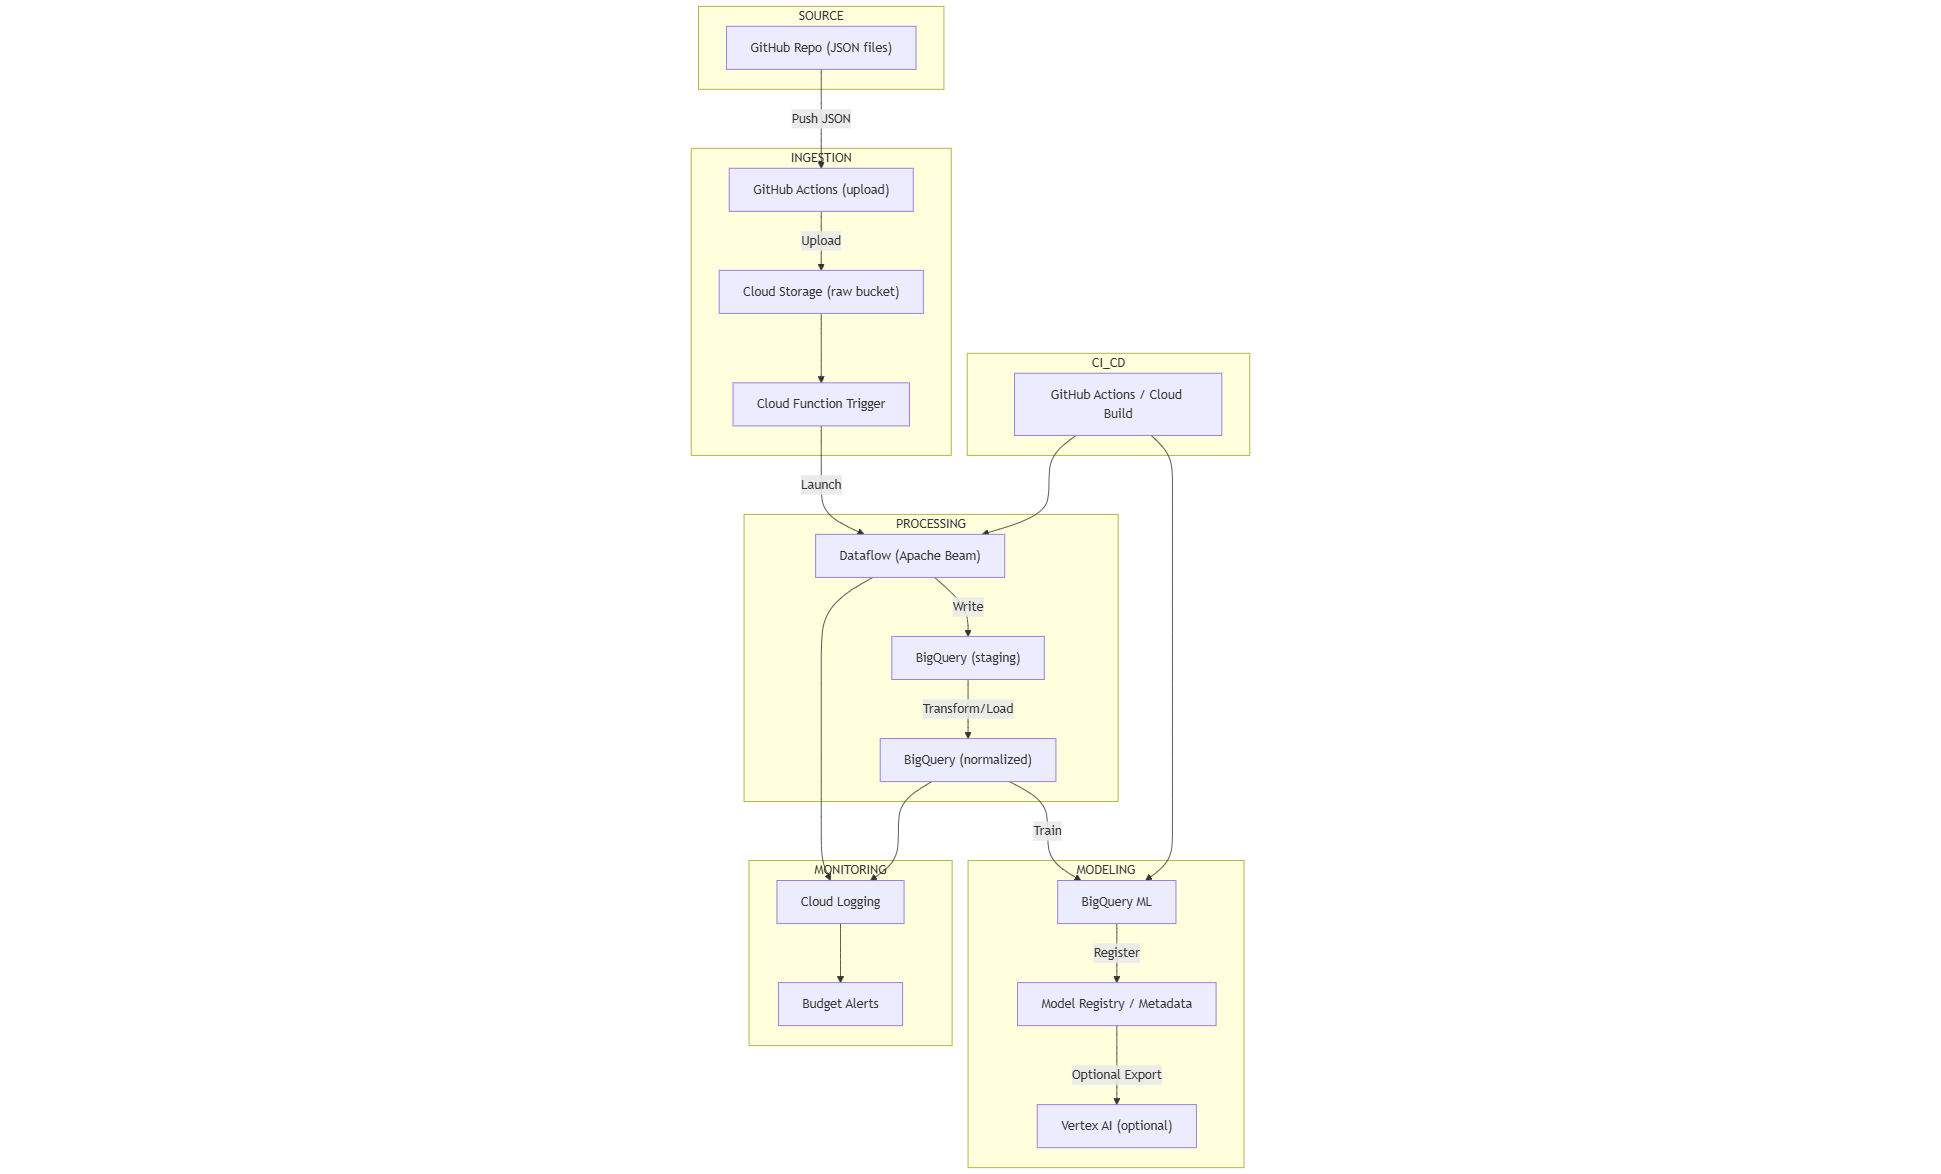 SOURCE
GitHub Repo (JSON files)
Push JSON
INGESTION
GitHub Actions (upload)
Upload
Cloud Storage (raw bucket)
Cloud Function Trigger
CI_CD
GitHub Actions / Cloud
Build
Launch
PROCESSING
Dataflow (Apache Beam)
Write
BigQuery (staging)
Transform/Load
BigQuery (normalized)
Train
MONITORING
Cloud Logging
Budget Alerts
MODELING
BigQuery ML
Register
Model Registry / Metadata
Optional Export
Vertex AI (optional)